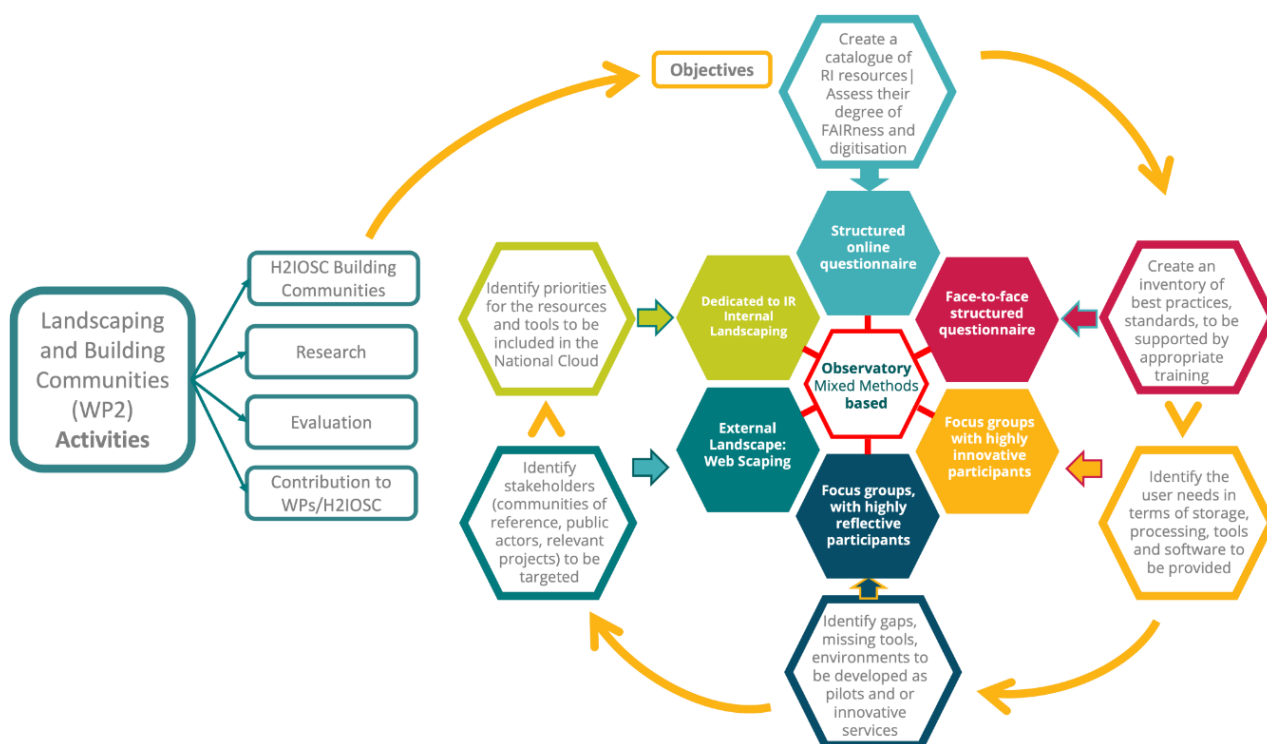 Landscaping
and Building
Communities
(WP2)
Activities
H2IOSC Building
Communities
Research
Evaluation
Contribution to
WPs/H2IOSC
Objectives
Create a
catalogue of
RI resources|
Assess their
degree of
FAIRness and
digitisation
Structured
online
questionnaire
Create an
inventory of
best practices,
standards, to be
supported by
appropriate
training
Face-to-face
structured
questionnaire
Identify the
user needs in
terms of storage,
processing, tools
and software to
be provided
Focus groups
with highly
innovative
participants
Identify gaps,
missing tools,
environments to
be developed as
pilots and or
innovative
services
Focus groups,
with highly
reflective
participants
Identify
stakeholders
(communities of
reference, public
actors, relevant
projects) to be
targeted
External
Landscape:
Web Scaping
Identify priorities
for the resources
and tools to be
included in the
National Cloud
Dedicated to IR
Internal
Landscaping
Observatory
Mixed Methods
based